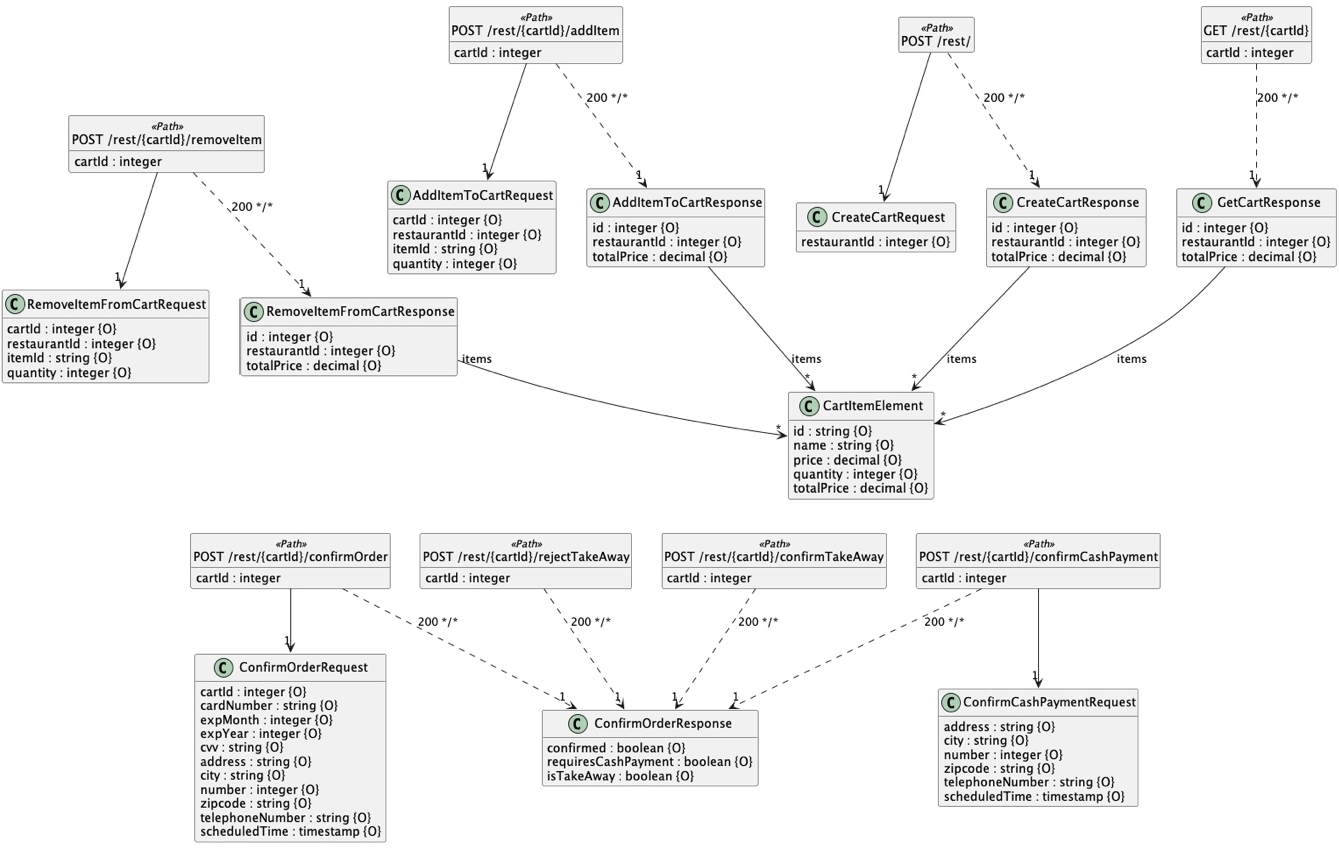 «Path»
POST /rest/{cartId}/addItem
cartId : integer
«Path»
POST /rest/
«Path»
GET /rest/{cartId}
cartId : integer
200 */*
200 */*
200 */*
«Path»
POST /rest/{cartId}/removeItem
cartId : integer
200 */*
1
1
1
1
1
C AddItemToCartRequest
cartId : integer {O}
restaurantId : integer {O}
itemId : string {O}
quantity : integer {O}
C AddItemToCartResponse
id : integer {O}
restaurantId : integer {O}
totalPrice : decimal {O}
C CreateCartRequest
restaurantId : integer {O}
C CreateCartResponse
id : integer {O}
restaurantId : integer {O}
totalPrice : decimal {O}
C GetCartResponse
id : integer {O}
restaurantId : integer {O}
totalPrice : decimal {O}
1
1
C RemoveItemFromCartRequest
cartId : integer {O}
restaurantId : integer {O}
itemId : string {O}
quantity : integer {O}
C RemoveItemFromCartResponse
id : integer {O}
restaurantId : integer {O}
totalPrice : decimal {O}
items
items
items
items
*
*
*
*
C CartItemElement
id : string {O}
name : string {O}
price : decimal {O}
quantity : integer {O}
totalPrice : decimal {O}
«Path»
POST /rest/{cartId}/confirmOrder
cartId : integer
«Path»
POST /rest/{cartId}/rejectTakeAway
cartId : integer
«Path»
POST /rest/{cartId}/confirmTakeAway
cartId : integer
«Path»
POST /rest/{cartId}/confirmCashPayment
cartId : integer
200 */*
200 */*
200 */*
200 */*
1
1
1
1
1
1
C ConfirmOrderRequest
cartId : integer {O}
cardNumber : string {O}
expMonth : integer {O}
expYear : integer {O}
cvv : string {O}
address : string {O}
city : string {O}
number : integer {O}
zipcode : string {O}
telephoneNumber : string {O}
scheduledTime : timestamp {O}
C ConfirmOrderResponse
confirmed : boolean {O}
requiresCashPayment : boolean {O}
isTakeAway : boolean {O}
C ConfirmCashPaymentRequest
address : string {O}
city : string {O}
number : integer {O}
zipcode : string {O}
telephoneNumber : string {O}
scheduledTime : timestamp {O}